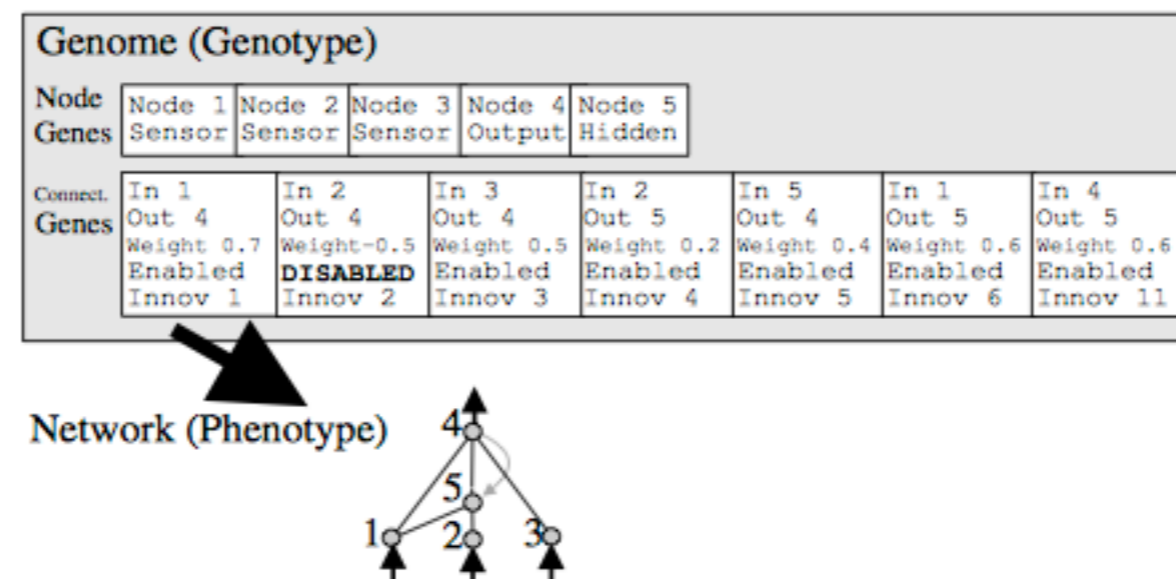 Genome (Genotype)
Node Genes
Node 1 Node 2 Node 3 Node 4 Node 5
Sensor Sensor Sensor Output Hidden
Connect. Genes
In 1 In 2 In 3 In 2 In 5 In 1 In 4
Out 4 Out 4 Out 4 Out 5 Out 4 Out 5 Out 5
Weight 0.7 Weight-0.5 Weight 0.5 Weight 0.2 Weight 0.4 Weight 0.6 Weight 0.6
Enabled DISABLED Enabled Enabled Enabled Enabled Enabled
Innov 1 Innov 2 Innov 3 Innov 4 Innov 5 Innov 6 Innov 11
Network (Phenotype)
4
5
1 2 3